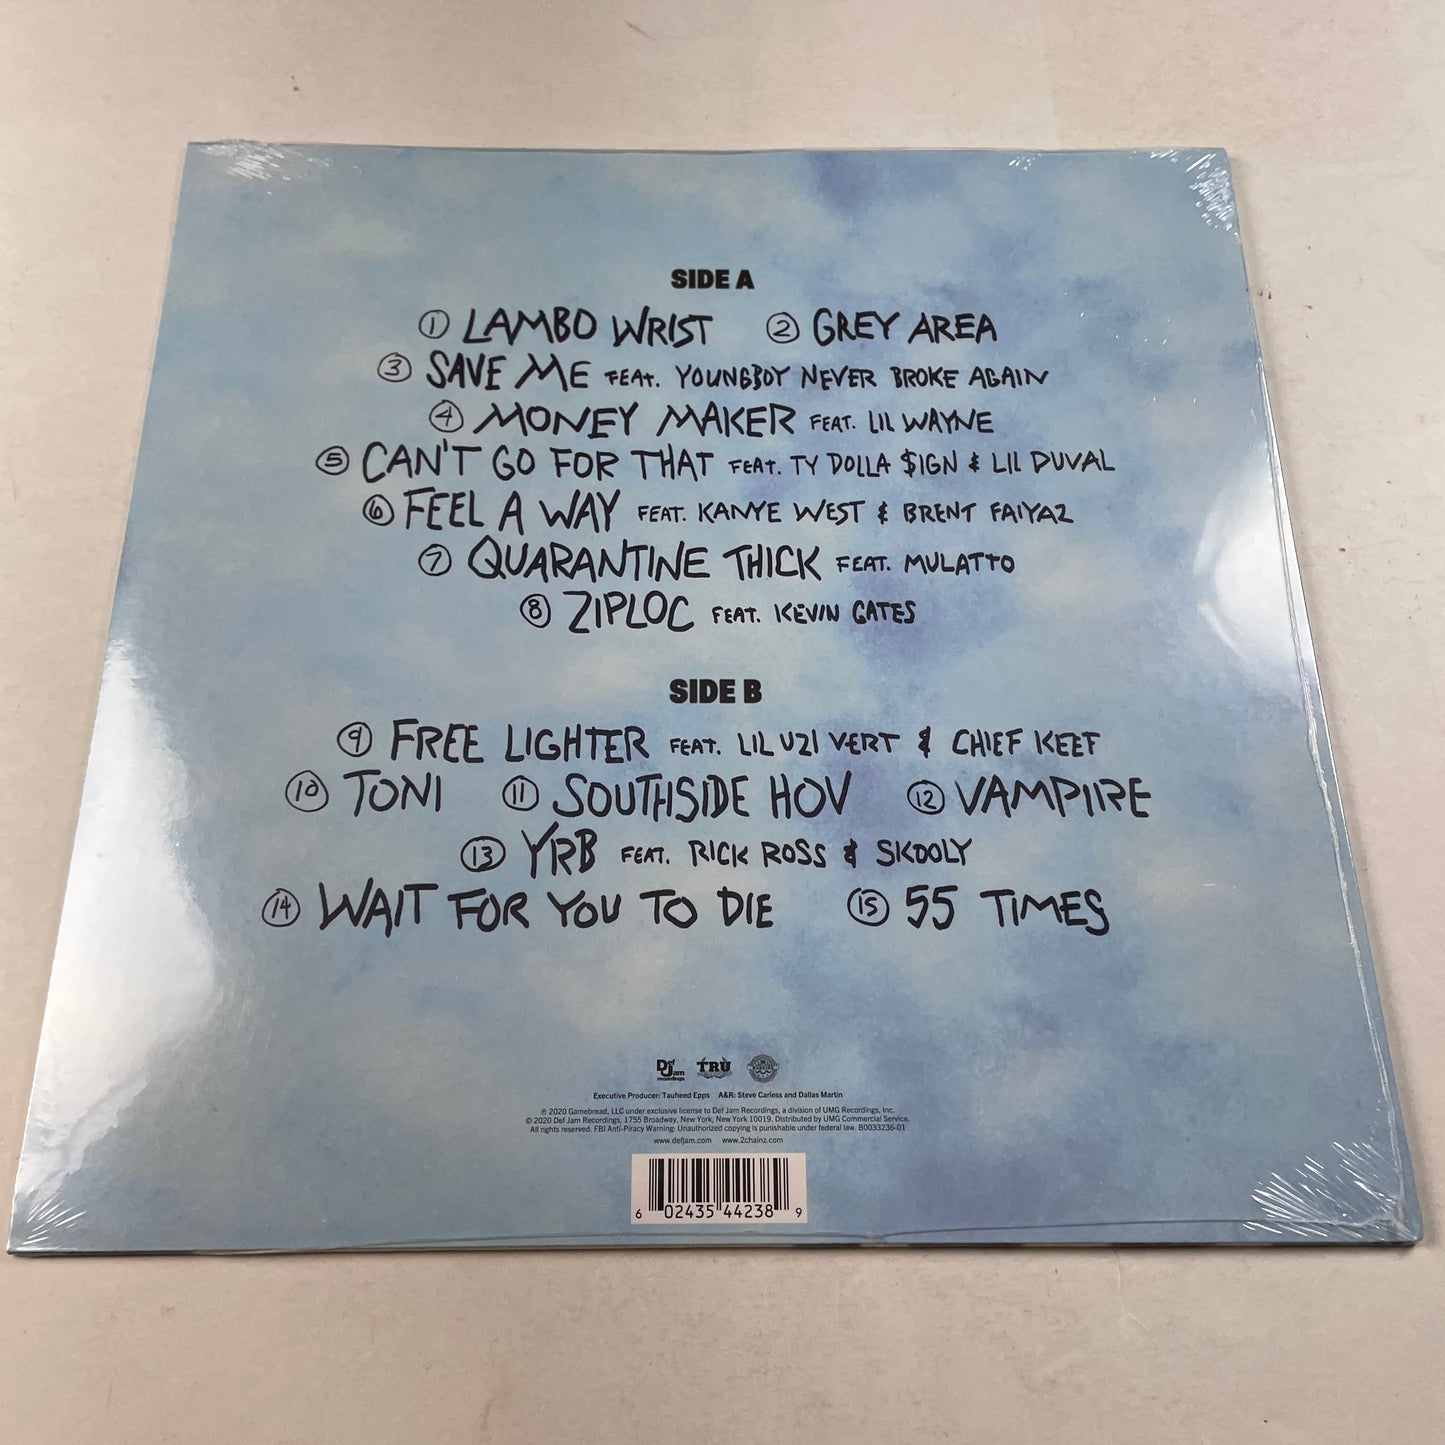 SIDE A
① LAMBO WRIST ② GREY AREA
③ SAVE ME FEAT. YOUNGBOY NEVER BROKE AGAIN
④ MONEY MAKER FEAT. LIL WAYNE
⑤ CAN'T GO FOR THAT FEAT. TY DOLLA $IGN & LIL DUVAL
⑥ FEEL A WAY FEAT. KANYE WEST & BRENT FAIYAZ
⑦ QUARANTINE THICK FEAT. MULATTO
⑧ ZIPLOC FEAT. KEVIN GATES
SIDE B
⑨ FREE LIGHTER FEAT. LIL UZI VERT & CHIEF KEEF
⑩ TONI ⑪ SOUTHSIDE HOV ⑫ VAMPIIRE
⑬ YRB FEAT. RICK ROSS & SKOOLY
⑭ WAIT FOR YOU TO DIE ⑮ 55 TIMES
Def Jam recordings TRU
Executive Producer: Tauheed Epps A&R: Steve Carless and Dallas Martin
℗ 2020 Gamebread, LLC under exclusive license to Def Jam Recordings, a division of UMG Recordings, Inc.
© 2020 Def Jam Recordings, 1755 Broadway, New York, New York 10019. Distributed by UMG Commercial Service.
All rights reserved. FBI Anti-Piracy Warning: Unauthorized copying is punishable under federal law. B0033236-01
www.defjam.com www.2chainz.com
6 02435 44238 9